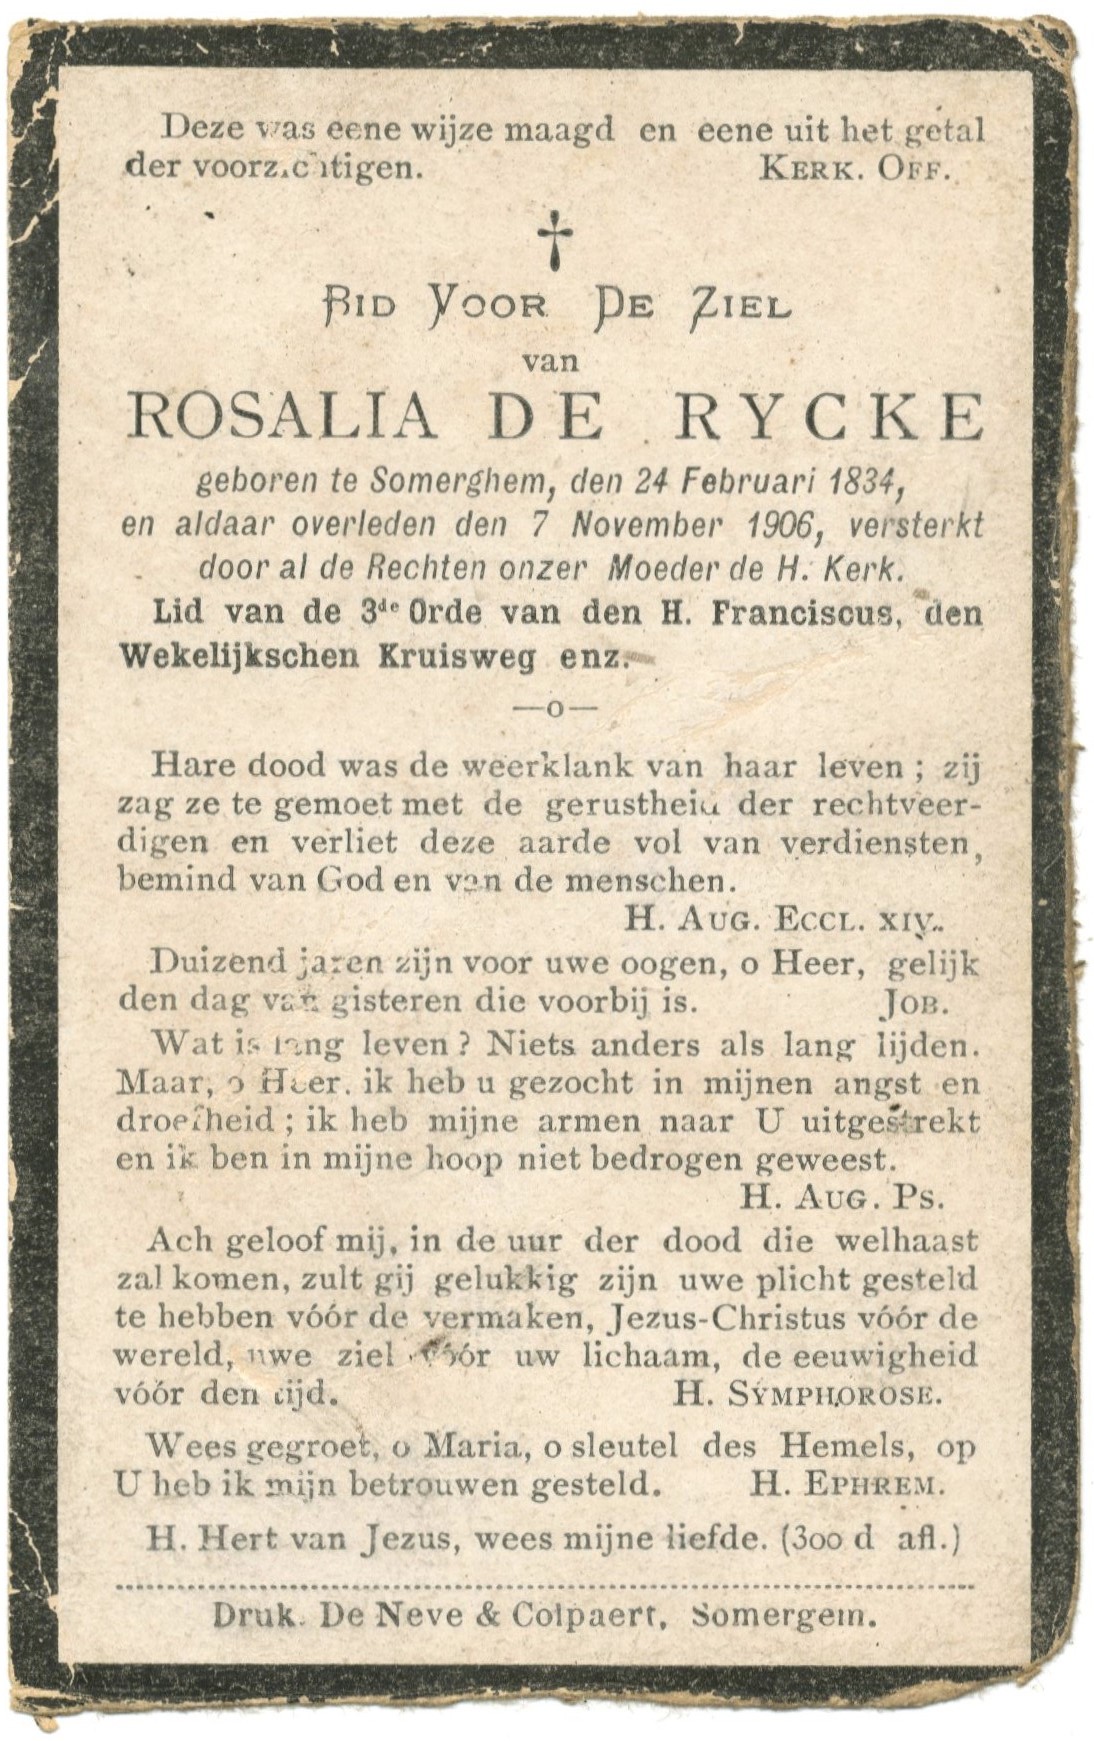 Deze was eene wijze maagd en eene uit het getal
der voorzichtigen. KERK. OFF.
†
BID VOOR DE ZIEL
van
ROSALIA DE RYCKE
geboren te Somerghem, den 24 Februari 1834,
en aldaar overleden den 7 November 1906, versterkt
door al de Rechten onzer Moeder de H. Kerk.
Lid van de 3de Orde van den H. Franciscus, den
Wekelijkschen Kruisweg enz.
—o—
Hare dood was de weerklank van haar leven ; zij
zag ze te gemoet met de gerustheid der rechtveer-
digen en verliet deze aarde vol van verdiensten,
bemind van God en van de menschen.
H. AUG. ECCL. XIV.
Duizend jaren zijn voor uwe oogen, o Heer, gelijk
den dag van gisteren die voorbij is. JOB.
Wat is lang leven ? Niets anders als lang lijden.
Maar, o Heer, ik heb u gezocht in mijnen angst en
droefheid ; ik heb mijne armen naar U uitgestrekt
en ik ben in mijne hoop niet bedrogen geweest.
H. AUG. PS.
Ach geloof mij, in de uur der dood die welhaast
zal komen, zult gij gelukkig zijn uwe plicht gesteld
te hebben vóór de vermaken, Jezus-Christus vóór de
wereld, uwe ziel vóór uw lichaam, de eeuwigheid
vóór den tijd. H. SYMPHOROSE.
Wees gegroet, o Maria, o sleutel des Hemels, op
U heb ik mijn betrouwen gesteld. H. EPHREM.
H. Hert van Jezus, wees mijne liefde. (300 d afl.)
Druk. De Neve & Colpaert, Somergem.